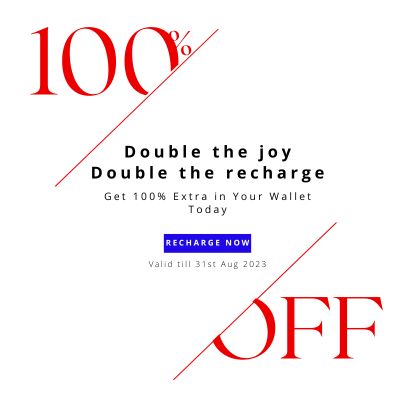 100%
Double the joy
Double the recharge
Get 100% Extra in Your Wallet
Today
RECHARGE NOW
Valid till 31st Aug 2023
OFF